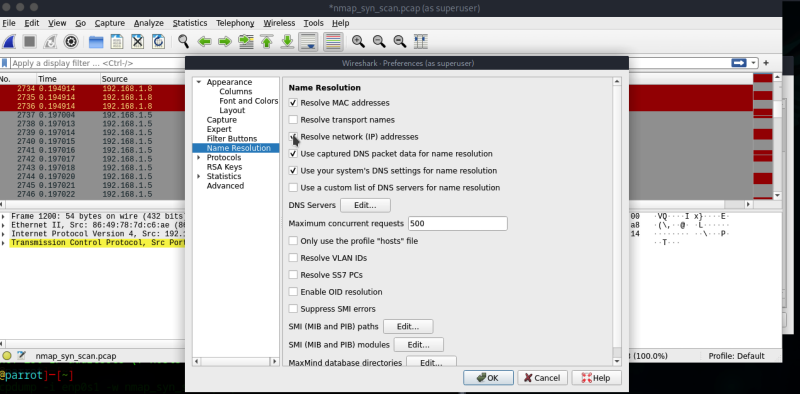 *nmap_syn_scan.pcap (as superuser)
File Edit View Go Capture Analyze Statistics Telephony Wireless Tools Help
Apply a display filter ... <Ctrl-/>
No. Time Source
2734 0.194914 192.168.1.8
2735 0.194914 192.168.1.8
2736 0.194914 192.168.1.8
2737 0.197004 192.168.1.5
2738 0.197011 192.168.1.5
2739 0.197012 192.168.1.5
2740 0.197015 192.168.1.5
2741 0.197016 192.168.1.5
2742 0.197017 192.168.1.5
2743 0.197018 192.168.1.5
2744 0.197020 192.168.1.5
2745 0.197021 192.168.1.5
2746 0.197022 192.168.1.5
Frame 1200: 54 bytes on wire (432 bits
Ethernet II, Src: 86:49:78:7d:c6:ae (86
Internet Protocol Version 4, Src: 192.1
Transmission Control Protocol, Src Port
Wireshark · Preferences (as superuser)
Appearance
Columns
Font and Colors
Layout
Capture
Expert
Filter Buttons
Name Resolution
Protocols
RSA Keys
Statistics
Advanced
Name Resolution
Resolve MAC addresses
Resolve transport names
Resolve network (IP) addresses
Use captured DNS packet data for name resolution
Use your system's DNS settings for name resolution
Use a custom list of DNS servers for name resolution
DNS Servers Edit...
Maximum concurrent requests 500
Only use the profile "hosts" file
Resolve VLAN IDs
Resolve SS7 PCs
Enable OID resolution
Suppress SMI errors
SMI (MIB and PIB) paths Edit...
SMI (MIB and PIB) modules Edit...
MaxMind database directories Edit...
OK Cancel Help
00 ·VQ····I x}····E·
a8 (\,··@· ·L······
14 ········ ··\···P·
··T···
nmap_syn_scan.pcap
(100.0%) Profile: Default
@parrot]─[~]